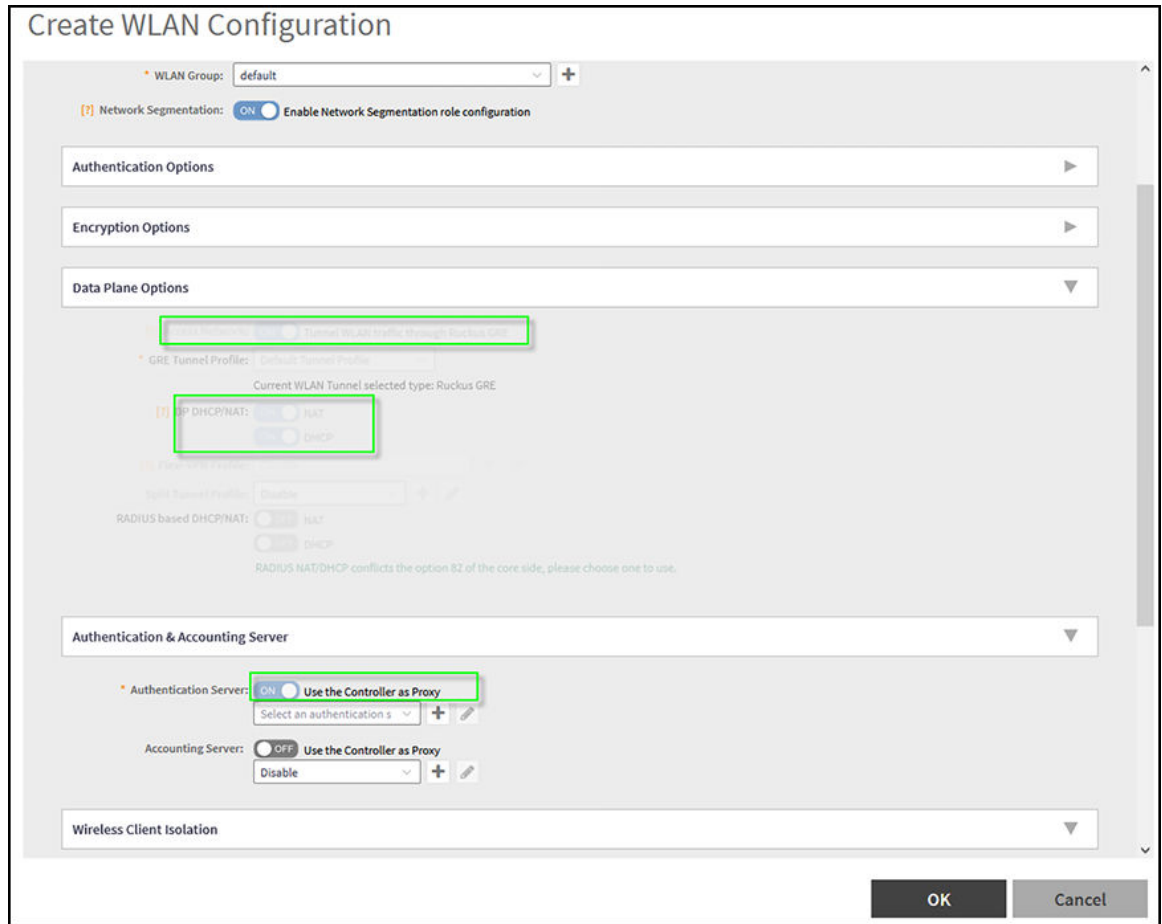 Create WLAN Configuration
* WLAN Group: default
[?] Network Segmentation: ON Enable Network Segmentation role configuration
Authentication Options
Encryption Options
Data Plane Options
Tunnel WLAN traffic through Ruckus GRE
* GRE Tunnel Profile: Default Tunnel Profile
Current WLAN Tunnel selected type: Ruckus GRE
[?] DP DHCP/NAT: ON NAT
ON DHCP
Split Tunnel Profile: Disable
RADIUS based DHCP/NAT: OFF NAT
OFF DHCP
RADIUS NAT/DHCP conflicts the option 82 of the core side, please choose one to use.
Authentication & Accounting Server
* Authentication Server: ON Use the Controller as Proxy
Select an authentication s
Accounting Server: OFF Use the Controller as Proxy
Disable
Wireless Client Isolation
OK Cancel